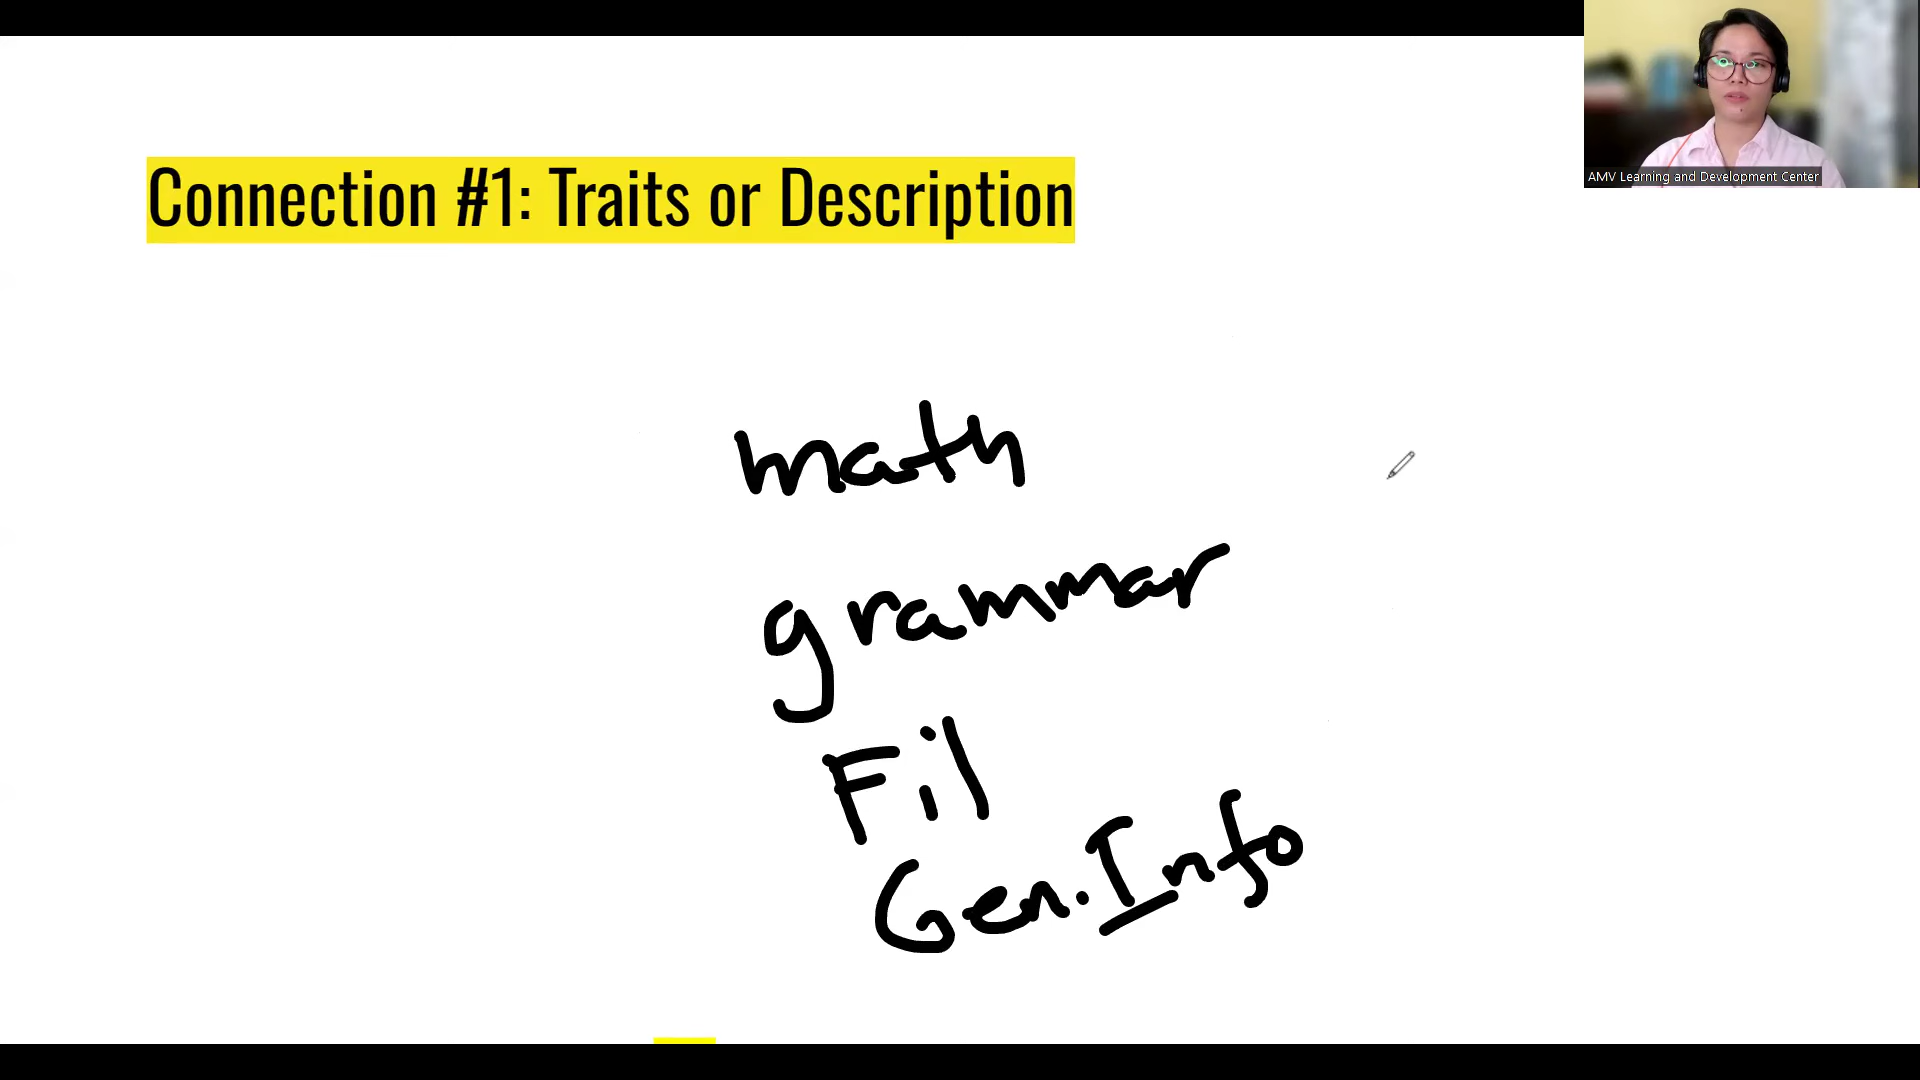 AMV Learning and Development Center
Connection #1: Traits or Description
math
grammar
Fil
Gen. Info